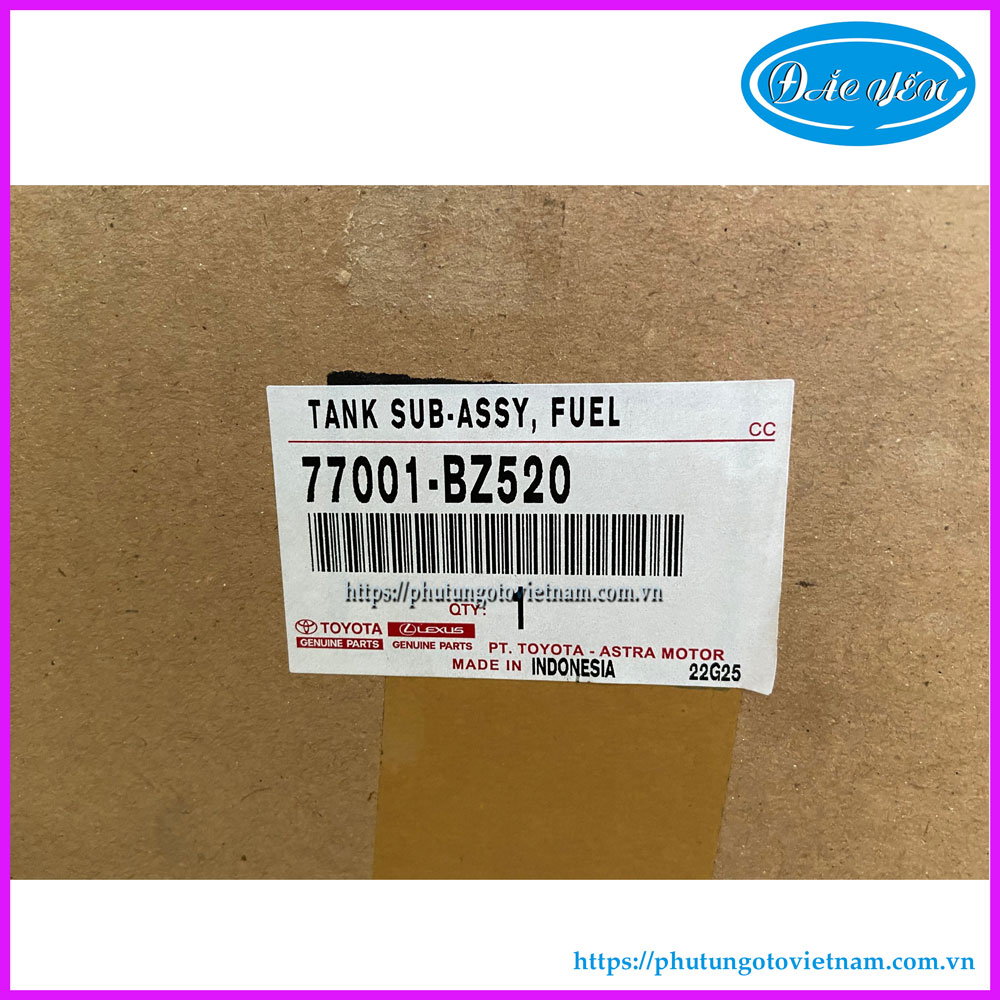 ĐẮC YẾN
TANK SUB-ASSY, FUEL
CC
77001-BZ520
https://phutungotovietnam.com.vn
QTY: 1
TOYOTA LEXUS
GENUINE PARTS GENUINE PARTS PT. TOYOTA - ASTRA MOTOR
MADE IN INDONESIA 22G25
https://phutungotovietnam.com.vn